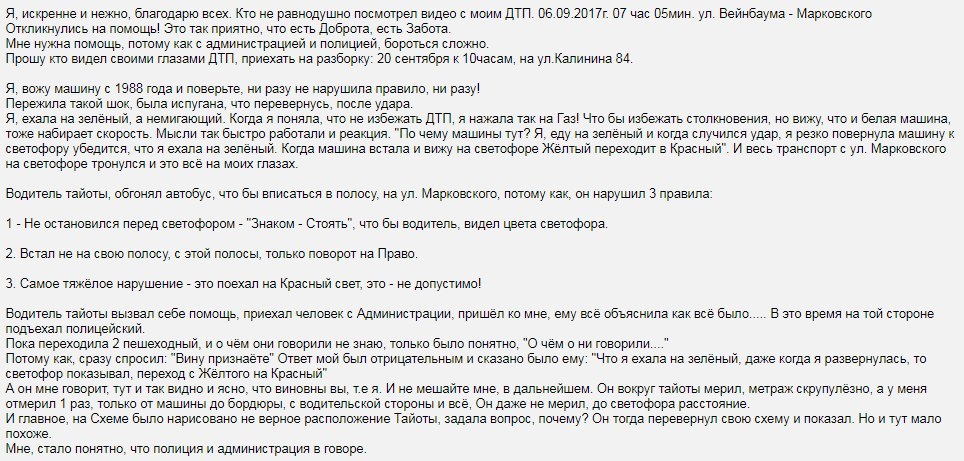 Я, искренне и нежно, благодарю всех. Кто не равнодушно посмотрел видео с моим ДТП. 06.09.2017г. 07 час 05мин. ул. Вейнбаума - Марковского
Откликнулись на помощь! Это так приятно, что есть Доброта, есть Забота.
Мне нужна помощь, потому как с администрацией и полицией, бороться сложно.
Прошу кто видел своими глазами ДТП, приехать на разборку: 20 сентября к 10часам, на ул.Калинина 84.
Я, вожу машину с 1988 года и поверьте, ни разу не нарушила правило, ни разу!
Пережила такой шок, была испугана, что перевернусь, после удара.
Я, ехала на зелёный, а немигающий. Когда я поняла, что не избежать ДТП, я нажала так на Газ! Что бы избежать столкновения, но вижу, что и белая машина,
тоже набирает скорость. Мысли так быстро работали и реакция. "По чему машины тут? Я, еду на зелёный и когда случился удар, я резко повернула машину к
светофору убедится, что я ехала на зелёный. Когда машина встала и вижу на светофоре Жёлтый переходит в Красный". И весь транспорт с ул. Марковского
на светофоре тронулся и это всё на моих глазах.
Водитель тайоты, обгонял автобус, что бы вписаться в полосу, на ул. Марковского, потому как, он нарушил 3 правила:
1 - Не остановился перед светофором - "Знаком - Стоять", что бы водитель, видел цвета светофора.
2. Встал не на свою полосу, с этой полосы, только поворот на Право.
3. Самое тяжёлое нарушение - это поехал на Красный свет, это - не допустимо!
Водитель тайоты вызвал себе помощь, приехал человек с Администрации, пришёл ко мне, ему всё объяснила как всё было..... В это время на той стороне
подъехал полицейский.
Пока переходила 2 пешеходный, и о чём они говорили не знаю, только было понятно, "О чём о ни говорили...."
Потому как, сразу спросил: "Вину признаёте" Ответ мой был отрицательным и сказано было ему: "Что я ехала на зелёный, даже когда я развернулась, то
светофор показывал, переход с Жёлтого на Красный"
А он мне говорит, тут и так видно и ясно, что виновны вы, т.е я. И не мешайте мне, в дальнейшем. Он вокруг тайоты мерил, метраж скрупулёзно, а у меня
отмерил 1 раз, только от машины до бордюры, с водительской стороны и всё, Он даже не мерил, до светофора расстояние.
И главное, на Схеме было нарисовано не верное расположение Тайоты, задала вопрос, почему? Он тогда перевернул свою схему и показал. Но и тут мало
похоже.
Мне, стало понятно, что полиция и администрация в говоре.